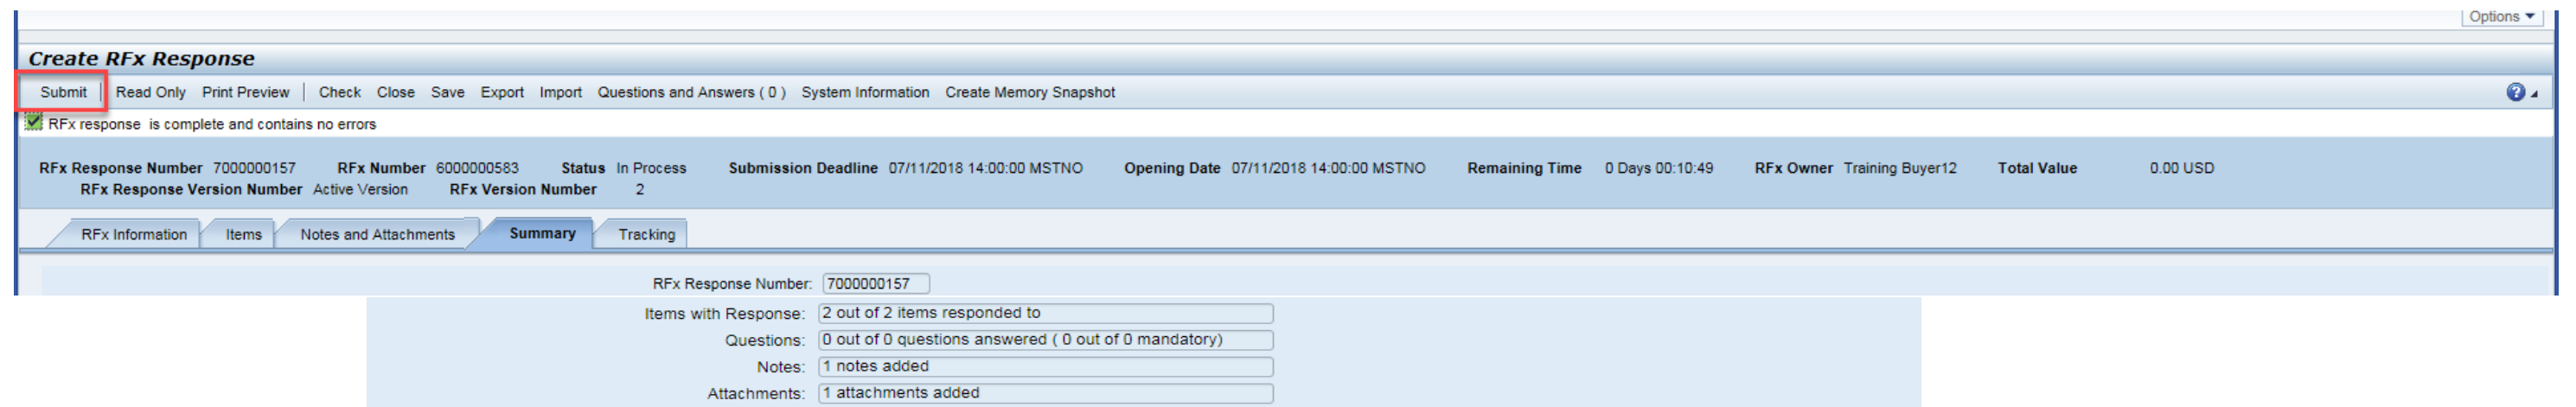 Options
Create RFx Response
Submit Read Only Print Preview Check Close Save Export Import Questions and Answers ( 0 ) System Information Create Memory Snapshot
RFx response is complete and contains no errors
RFx Response Number 7000000157 RFx Number 6000000583 Status In Process Submission Deadline 07/11/2018 14:00:00 MSTNO Opening Date 07/11/2018 14:00:00 MSTNO Remaining Time 0 Days 00:10:49 RFx Owner Training Buyer12 Total Value 0.00 USD
RFx Response Version Number Active Version RFx Version Number 2
RFx Information Items Notes and Attachments Summary Tracking
RFx Response Number: 7000000157
Items with Response: 2 out of 2 items responded to
Questions: 0 out of 0 questions answered ( 0 out of 0 mandatory)
Notes: 1 notes added
Attachments: 1 attachments added